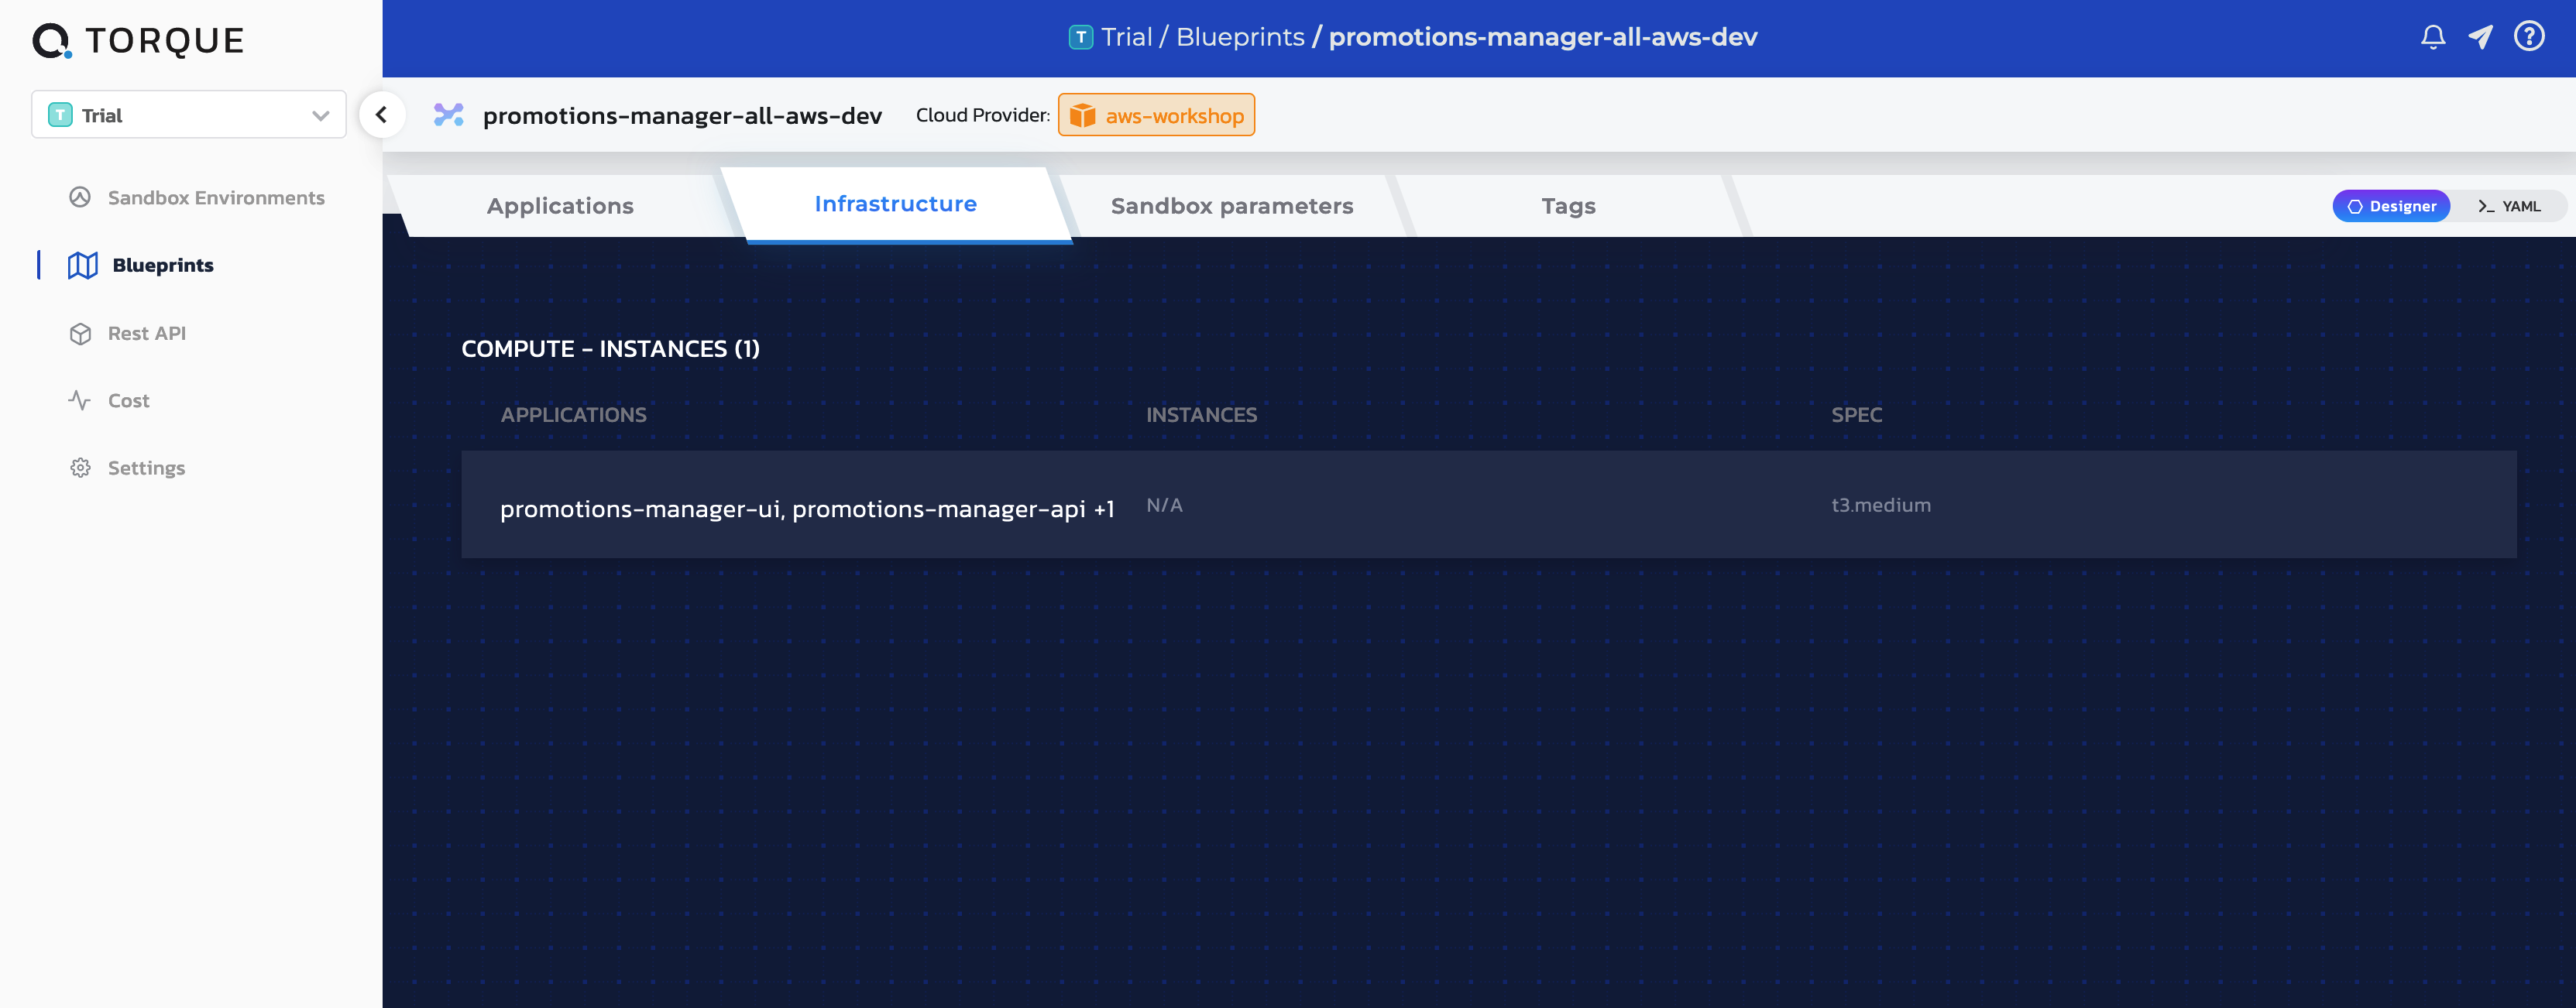 TORQUE
T Trial / Blueprints / promotions-manager-all-aws-dev
T Trial
promotions-manager-all-aws-dev Cloud Provider: aws-workshop
Sandbox Environments
Blueprints
Rest API
Cost
Settings
Applications Infrastructure Sandbox parameters Tags
Designer >_ YAML
COMPUTE - INSTANCES (1)
APPLICATIONS INSTANCES SPEC
promotions-manager-ui, promotions-manager-api +1 N/A t3.medium